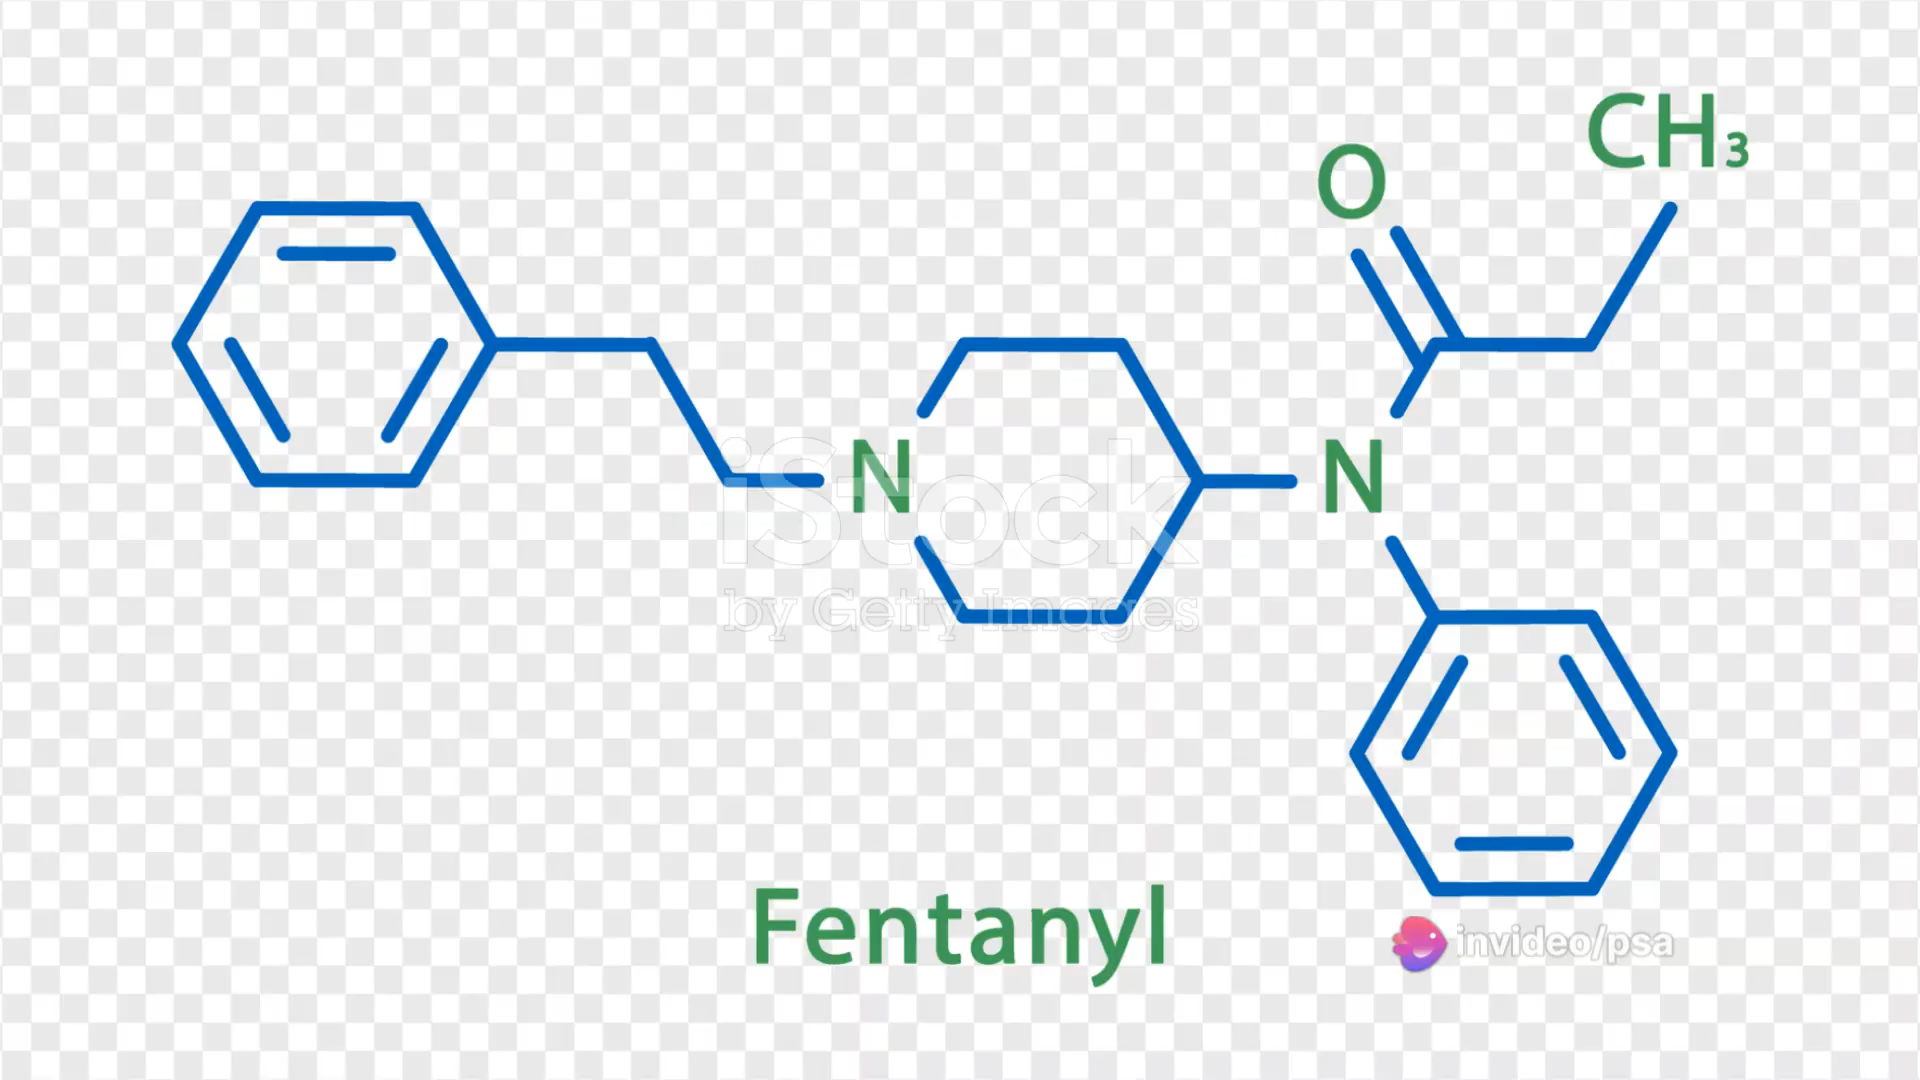 CH₃
O
N
N
iStock
by Getty Images
Fentanyl
invideo/psa